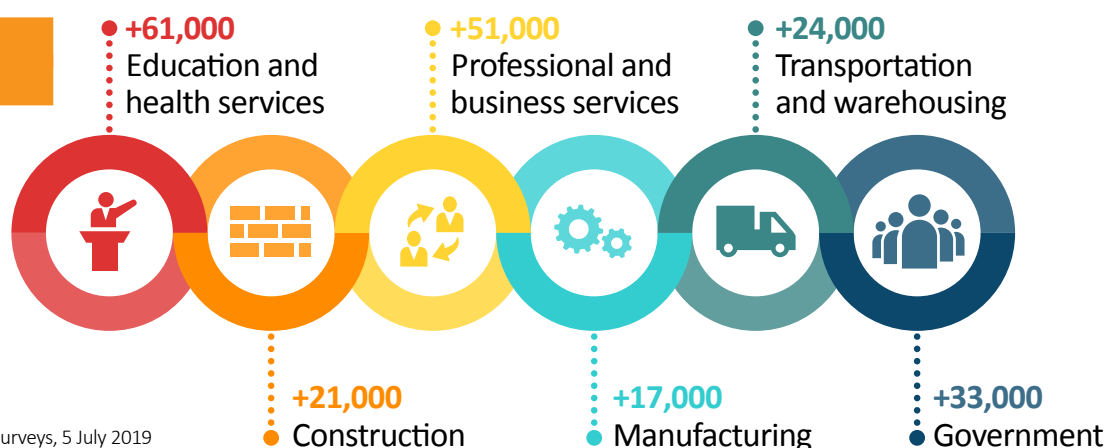 +61,000
Education and
health services
+51,000
Professional and
business services
+24,000
Transportation
and warehousing
+21,000
Construction
+17,000
Manufacturing
+33,000
Government
urveys, 5 July 2019